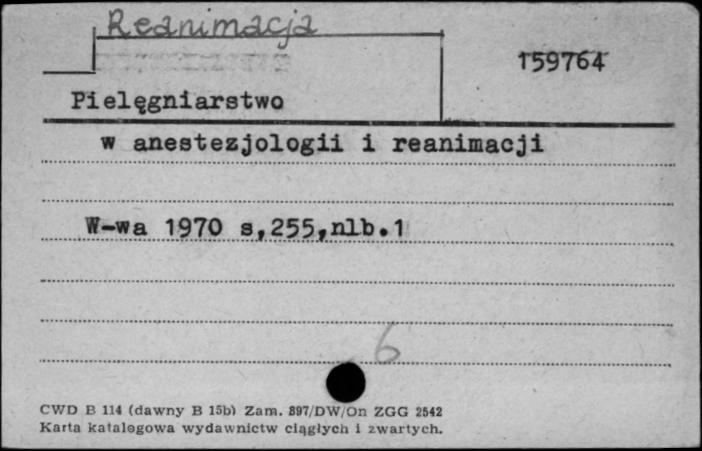 Reanimacja
159764
Pielęgniarstwo
w anestezjologii i reanimacji
W-wa 1970 s,255,nlb.1
6
CWD B 114 (dawny B 15b) Zam. 897/DW/On ZGG 2542
Karta katalogowa wydawnictw ciągłych i zwartych.